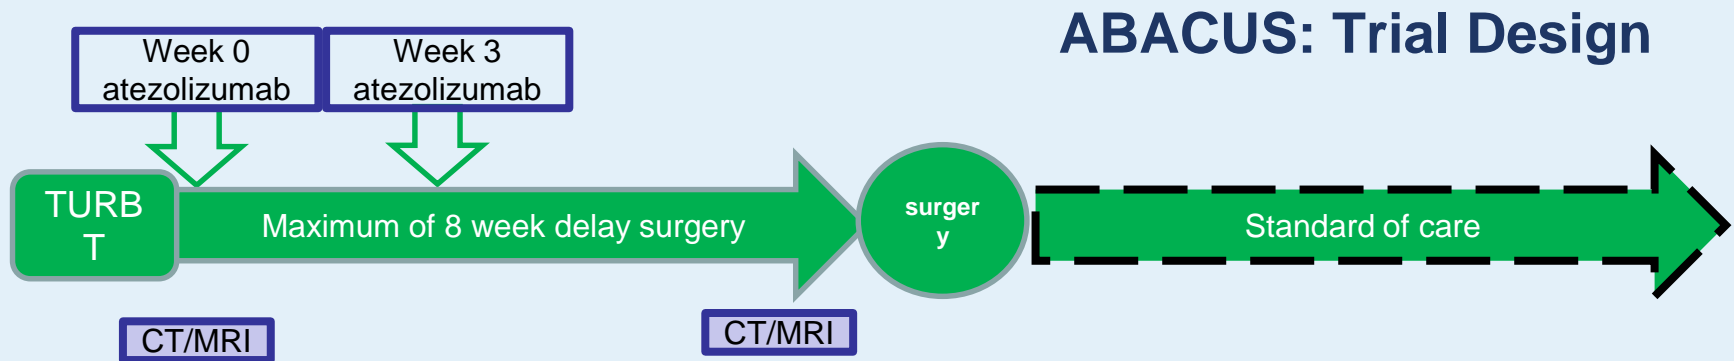 ABACUS: Trial Design
Week 0
atezolizumab
Week 3
atezolizumab
TURB
T
Maximum of 8 week delay surgery
surger
y
Standard of care
CT/MRI
CT/MRI